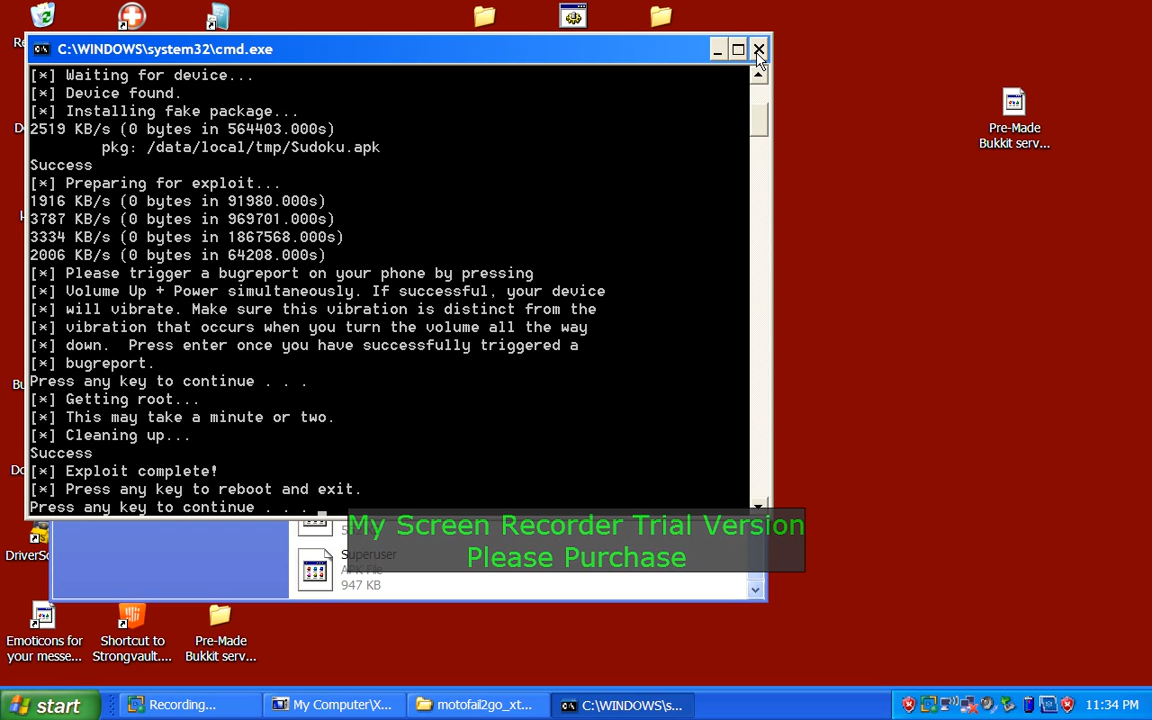 C:\WINDOWS\system32\cmd.exe
[*] Waiting for device...
[*] Device found.
[*] Installing fake package...
2519 KB/s (0 bytes in 564403.000s)
pkg: /data/local/tmp/Sudoku.apk
Success
[*] Preparing for exploit...
1916 KB/s (0 bytes in 91980.000s)
3787 KB/s (0 bytes in 969701.000s)
3334 KB/s (0 bytes in 1867568.000s)
2006 KB/s (0 bytes in 64208.000s)
[*] Please trigger a bugreport on your phone by pressing
[*] Volume Up + Power simultaneously. If successful, your device
[*] will vibrate. Make sure this vibration is distinct from the
[*] vibration that occurs when you turn the volume all the way
[*] down.  Press enter once you have successfully triggered a
[*] bugreport.
Press any key to continue . . .
[*] Getting root...
[*] This may take a minute or two.
[*] Cleaning up...
Success
[*] Exploit complete!
[*] Press any key to reboot and exit.
Press any key to continue . . .
Pre-Made
Bukkit serv...
My Screen Recorder Trial Version
Please Purchase
Superuser
APK File
947 KB
DriverSc
Emoticons for
your messe...
Shortcut to
Strongvault....
Pre-Made
Bukkit serv...
start
Recording...
My Computer\X...
motofail2go_xt...
C:\WINDOWS\s...
11:34 PM